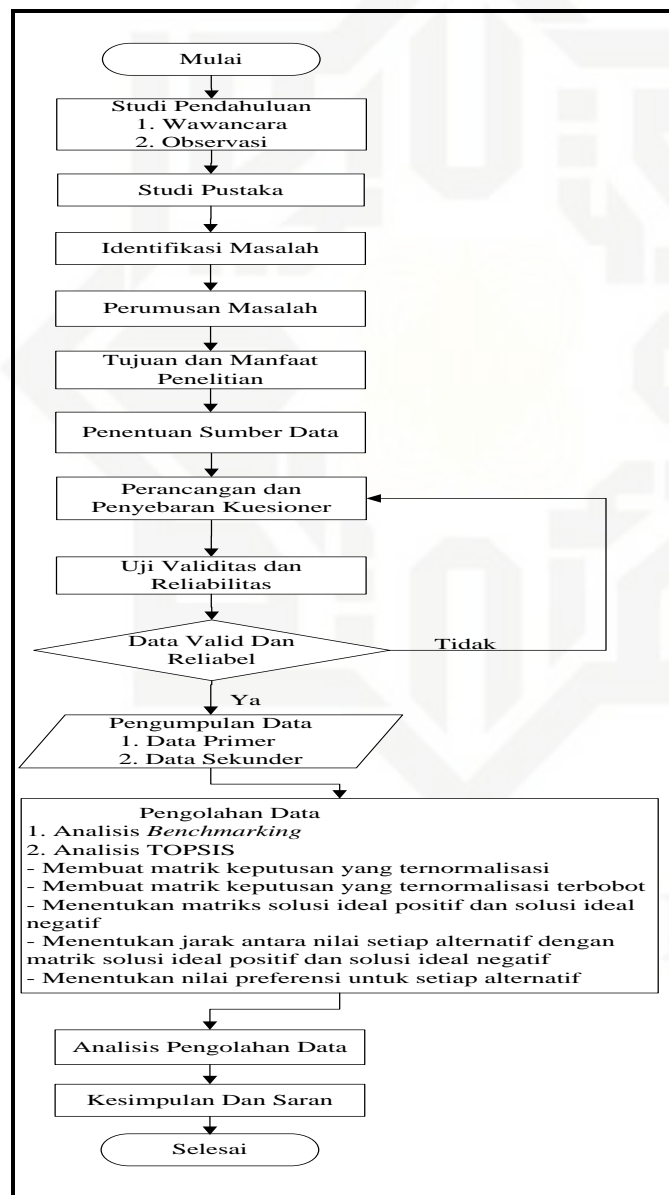 Mulai
Studi Pendahuluan
1. Wawancara
2. Observasi
Studi Pustaka
Identifikasi Masalah
Perumusan Masalah
Tujuan dan Manfaat
Penelitian
Penentuan Sumber Data
Perancangan dan
Penyebaran Kuesioner
Uji Validitas dan
Reliabilitas
Data Valid Dan
Reliabel
Tidak
Ya
Pengumpulan Data
1. Data Primer
2. Data Sekunder
Pengolahan Data
1. Analisis Benchmarking
2. Analisis TOPSIS
- Membuat matrik keputusan yang ternormalisasi
- Membuat matrik keputusan yang ternormalisasi terbobot
- Menentukan matriks solusi ideal positif dan solusi ideal
negatif
- Menentukan jarak antara nilai setiap alternatif dengan
matrik solusi ideal positif dan solusi ideal negatif
- Menentukan nilai preferensi untuk setiap alternatif
Analisis Pengolahan Data
Kesimpulan Dan Saran
Selesai